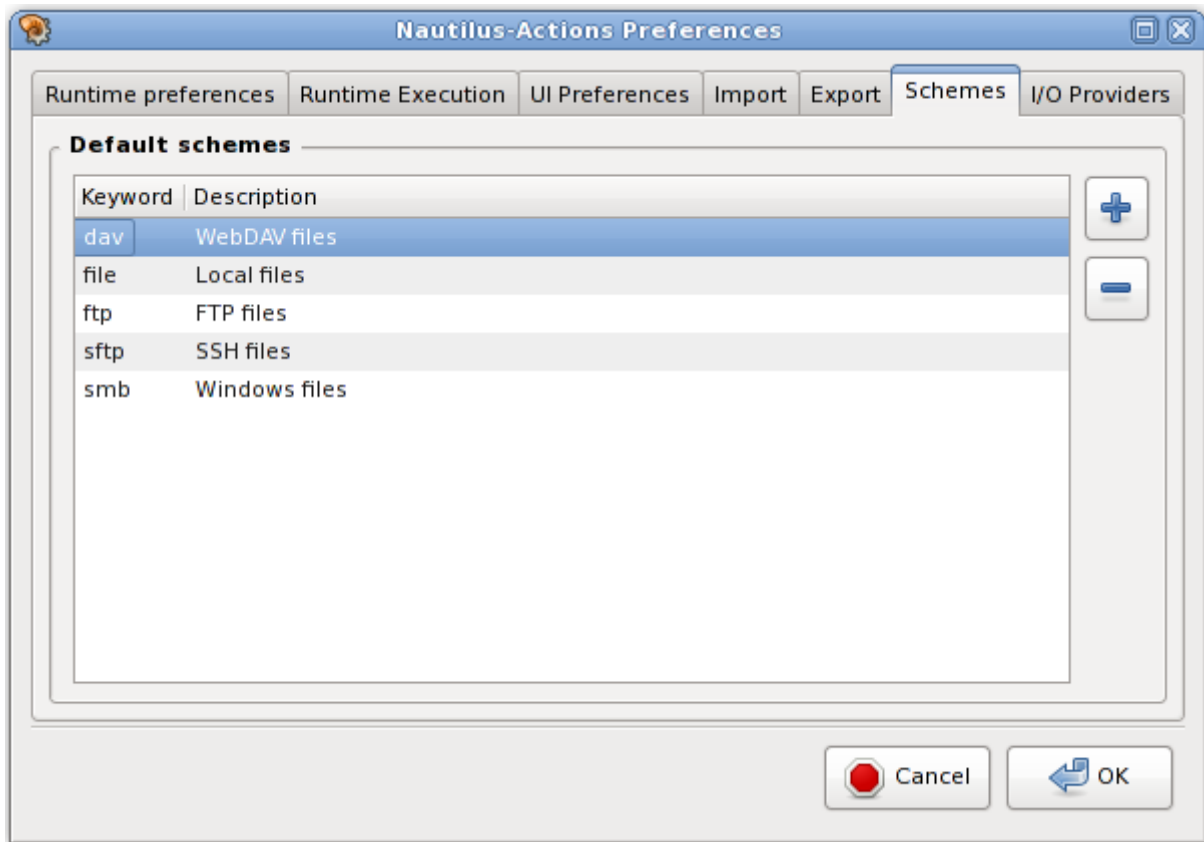 Nautilus-Actions Preferences
Runtime preferences Runtime Execution UI Preferences Import Export Schemes I/O Providers
Default schemes
Keyword Description
dav WebDAV files
file Local files
ftp FTP files
sftp SSH files
smb Windows files
Cancel OK